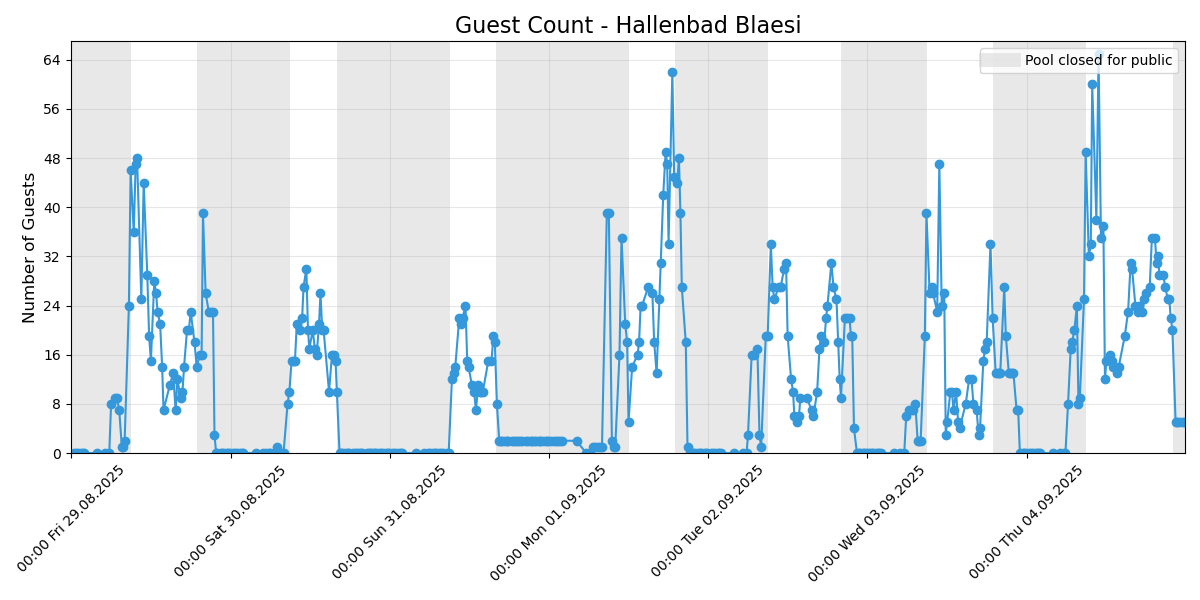 Guest Count - Hallenbad Blaesi
Pool closed for public
Number of Guests
64
56
48
40
32
24
16
8
0
00:00 Fri 29.08.2025
00:00 Sat 30.08.2025
00:00 Sun 31.08.2025
00:00 Mon 01.09.2025
00:00 Tue 02.09.2025
00:00 Wed 03.09.2025
00:00 Thu 04.09.2025